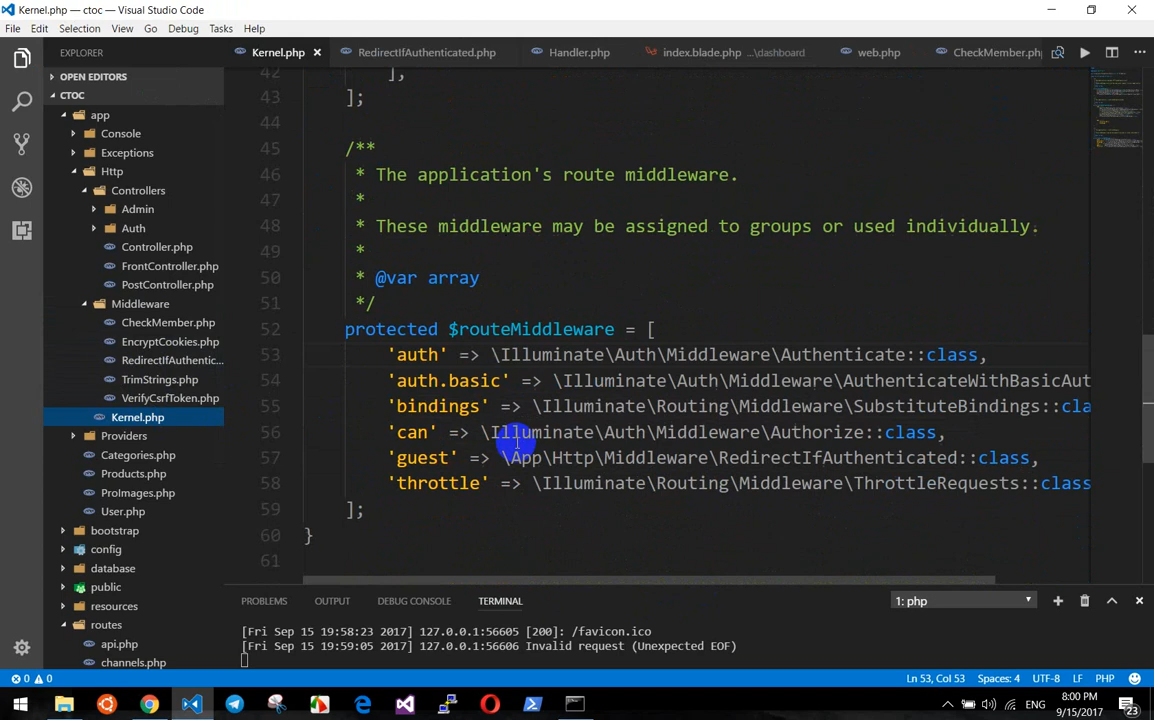 Kernel.php - ctoc - Visual Studio Code
File Edit Selection View Go Debug Tasks Help
EXPLORER
Kernel.php
RedirectIfAuthenticated.php
Handler.php
index.blade.php ...\dashboard
web.php
CheckMember.php
OPEN EDITORS
CTOC
app
Console
Exceptions
Http
Controllers
Admin
Auth
Controller.php
FrontController.php
PostController.php
Middleware
CheckMember.php
EncryptCookies.php
RedirectIfAuthentic...
TrimStrings.php
VerifyCsrfToken.php
Kernel.php
Providers
Categories.php
Products.php
ProImages.php
User.php
bootstrap
config
database
public
resources
routes
api.php
channels.php
42 ],
43 ];
44
45 /**
46 * The application's route middleware.
47 *
48 * These middleware may be assigned to groups or used individually.
49 *
50 * @var array
51 */
52 protected $routeMiddleware = [
53 'auth' => \Illuminate\Auth\Middleware\Authenticate::class,
54 'auth.basic' => \Illuminate\Auth\Middleware\AuthenticateWithBasicAut
55 'bindings' => \Illuminate\Routing\Middleware\SubstituteBindings::cla
56 'can' => \Illuminate\Auth\Middleware\Authorize::class,
57 'guest' => \App\Http\Middleware\RedirectIfAuthenticated::class,
58 'throttle' => \Illuminate\Routing\Middleware\ThrottleRequests::class
59 ];
60 }
61
PROBLEMS OUTPUT DEBUG CONSOLE TERMINAL 1: php
[Fri Sep 15 19:58:23 2017] 127.0.0.1:56605 [200]: /favicon.ico
[Fri Sep 15 19:59:05 2017] 127.0.0.1:56606 Invalid request (Unexpected EOF)
0 0 Ln 53, Col 53 Spaces: 4 UTF-8 LF PHP
ENG 8:00 PM
9/15/2017
23